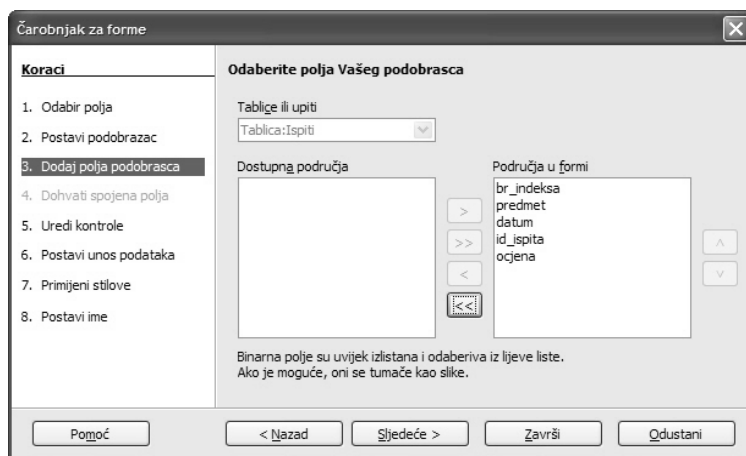 Čarobnjak za forme
Koraci
1. Odabir polja
2. Postavi podobrazac
3. Dodaj polja podobrasca
4. Dohvati spojena polja
5. Uredi kontrole
6. Postavi unos podataka
7. Primijeni stilove
8. Postavi ime
Odaberite polja Vašeg podobrasca
Tablice ili upiti
Tablica:Ispiti
Dostupna područja
>
>>
<
<<
Područja u formi
br_indeksa
predmet
datum
id_ispita
ocjena
Binarna polje su uvijek izlistana i odaberiva iz lijeve liste.
Ako je moguće, oni se tumače kao slike.
Pomoć
< Nazad
Sljedeće >
Završi
Odustani